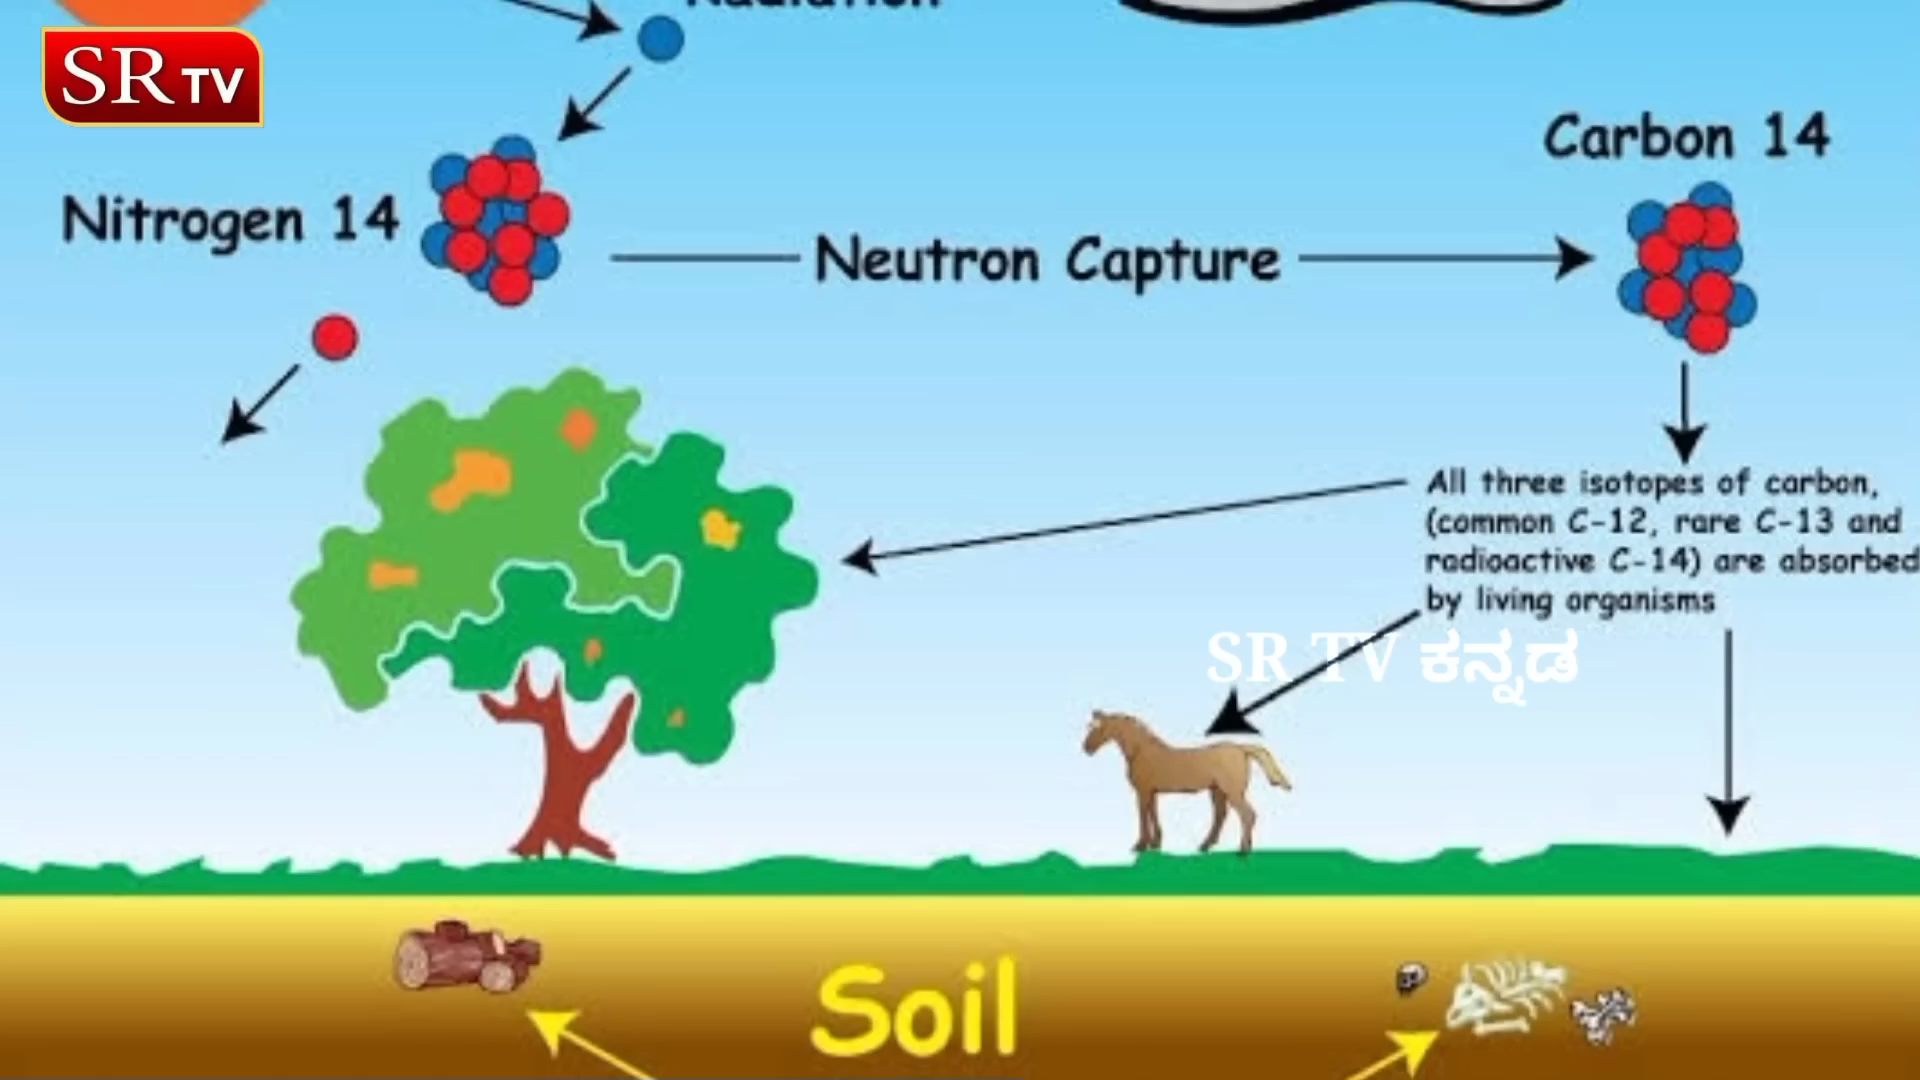 Radiation
SR TV
Carbon 14
Nitrogen 14
Neutron Capture
All three isotopes of carbon,
(common C-12, rare C-13 and
radioactive C-14) are absorbed
by living organisms
SR TV ಕನ್ನಡ
Soil